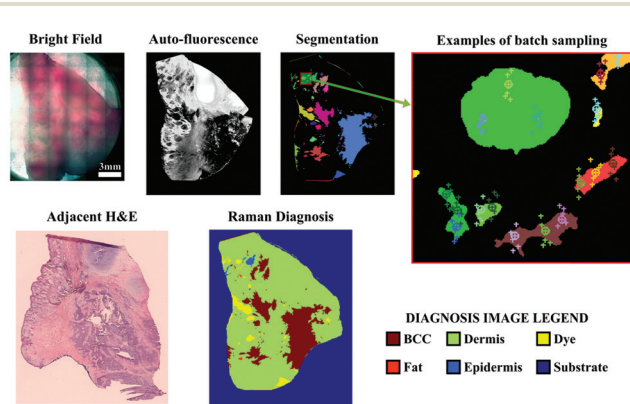 Bright Field
Auto-fluorescence
Segmentation
Examples of batch sampling
3mm
Adjacent H&E
Raman Diagnosis
DIAGNOSIS IMAGE LEGEND
BCC
Dermis
Dye
Fat
Epidermis
Substrate